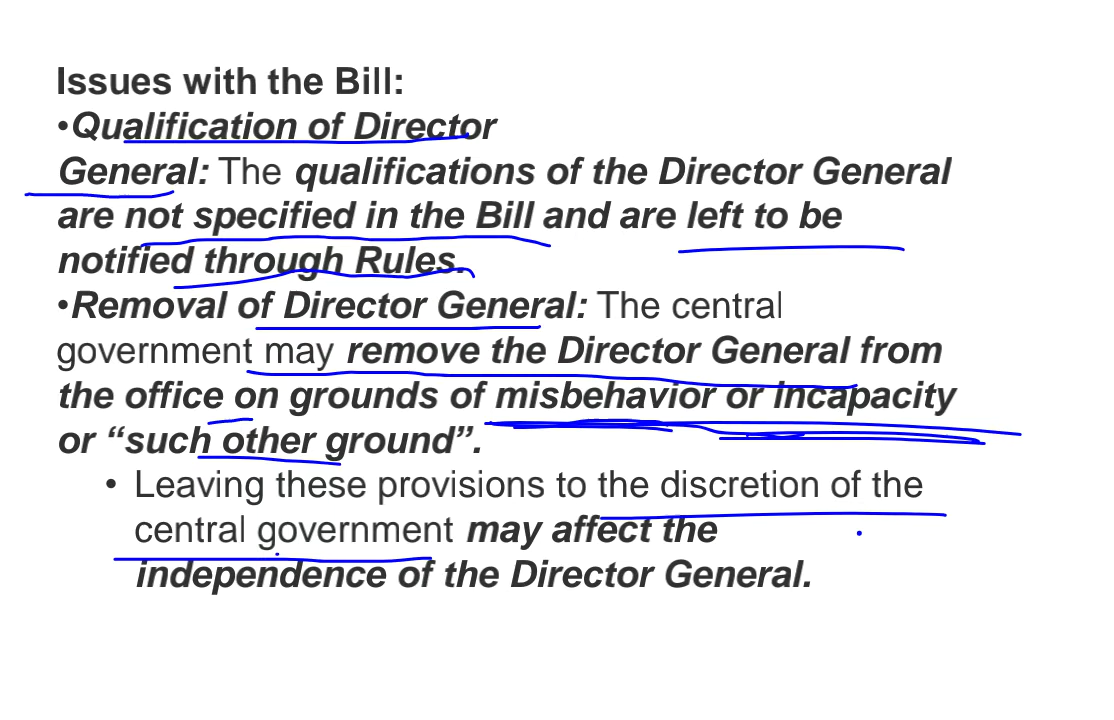 Issues with the Bill:
•Qualification of Director
General: The qualifications of the Director General
are not specified in the Bill and are left to be
notified through Rules.
•Removal of Director General: The central
government may remove the Director General from
the office on grounds of misbehavior or incapacity
or “such other ground”.
• Leaving these provisions to the discretion of the
central government may affect the
independence of the Director General.